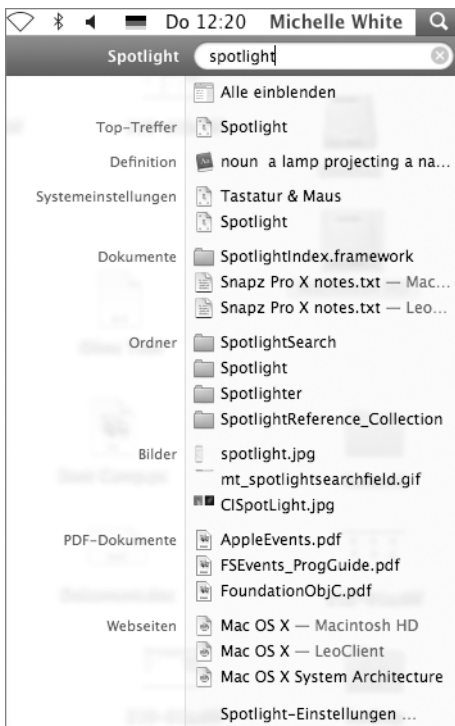 Do 12:20 Michelle White
Spotlight spotlight
Alle einblenden
Top-Treffer Spotlight
Definition noun a lamp projecting a na...
Systemeinstellungen Tastatur & Maus
Spotlight
Dokumente SpotlightIndex.framework
Snapz Pro X notes.txt — Mac...
Snapz Pro X notes.txt — Leo...
Ordner SpotlightSearch
Spotlight
Spotlighter
SpotlightReference_Collection
Bilder spotlight.jpg
mt_spotlightsearchfield.gif
CISpotLight.jpg
PDF-Dokumente AppleEvents.pdf
FSEvents_ProgGuide.pdf
FoundationObjC.pdf
Webseiten Mac OS X — Macintosh HD
Mac OS X — LeoClient
Mac OS X System Architecture
Spotlight-Einstellungen ...